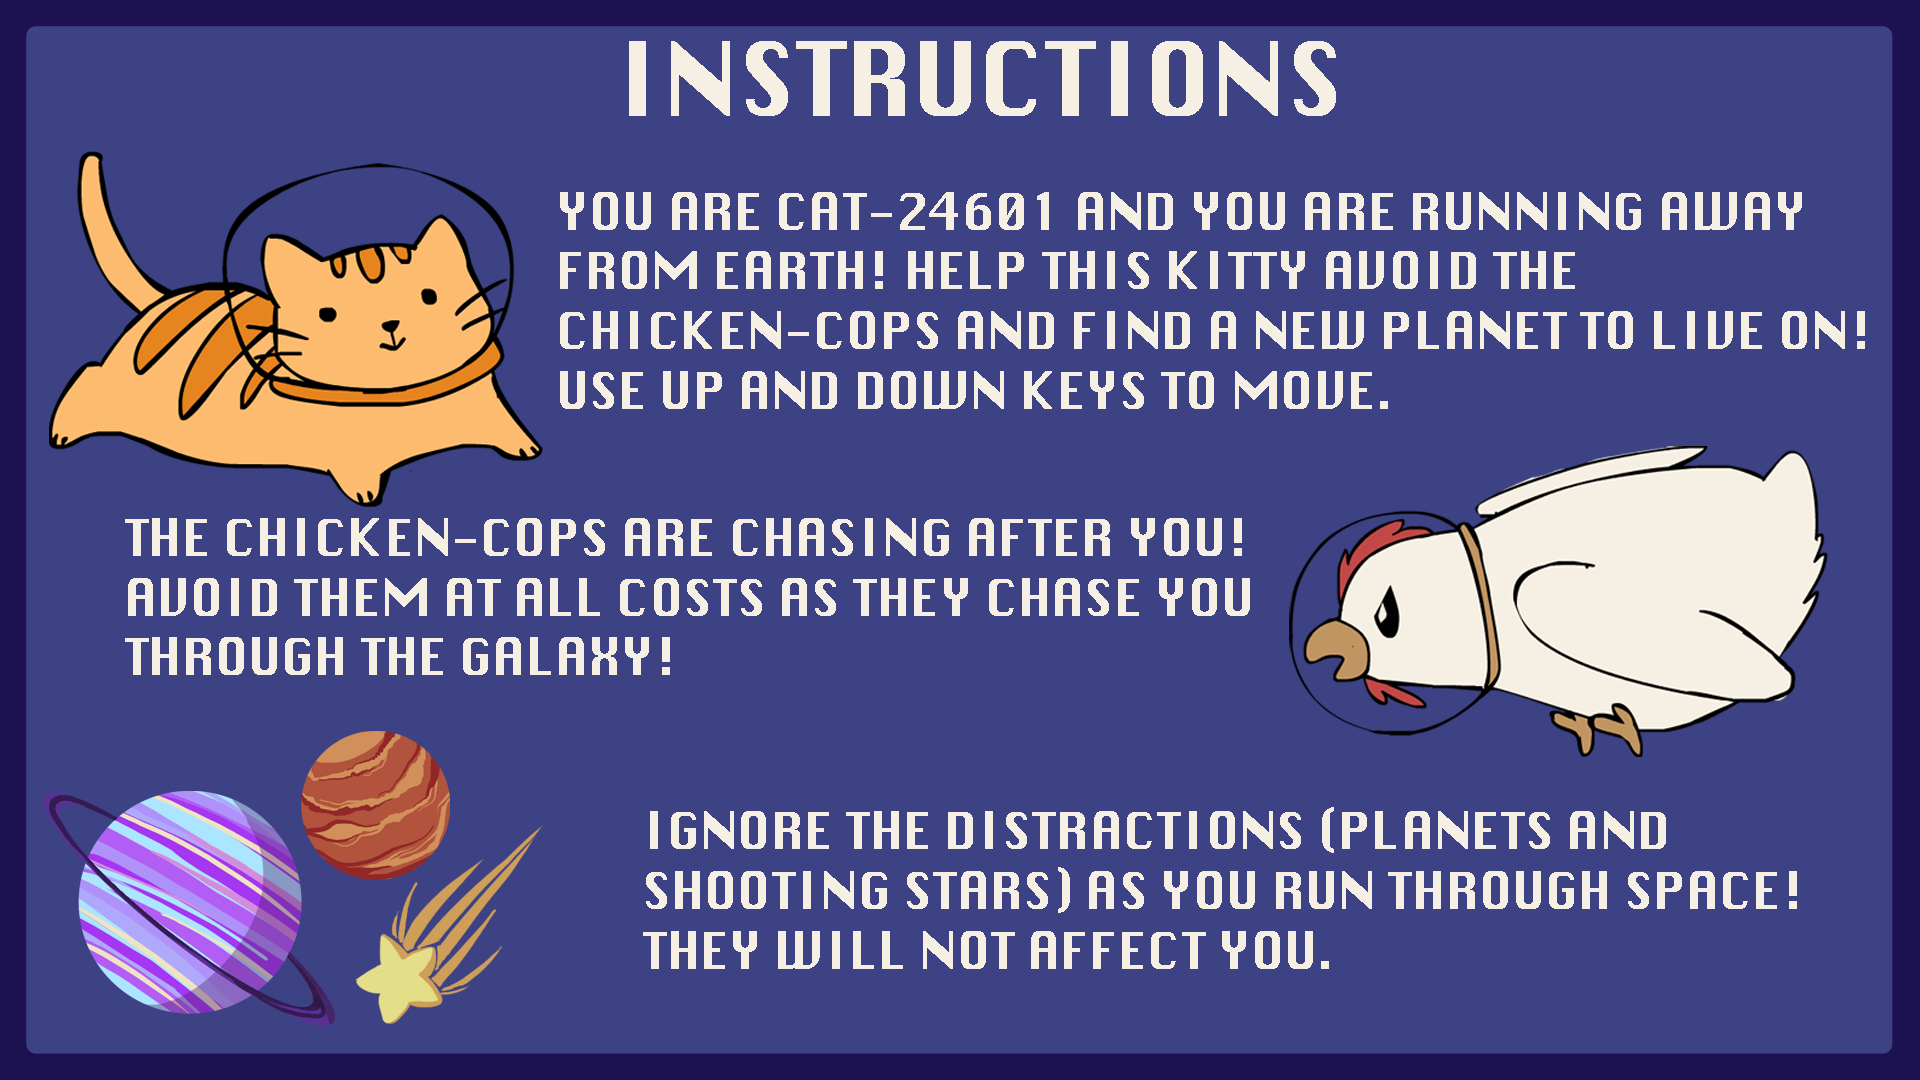 INSTRUCTIONS
YOU ARE CAT-24601 AND YOU ARE RUNNING AWAY
FROM EARTH! HELP THIS KITTY AVOID THE
CHICKEN-COPS AND FIND A NEW PLANET TO LIVE ON!
USE UP AND DOWN KEYS TO MOVE.
THE CHICKEN-COPS ARE CHASING AFTER YOU!
AVOID THEM AT ALL COSTS AS THEY CHASE YOU
THROUGH THE GALAXY!
IGNORE THE DISTRACTIONS (PLANETS AND
SHOOTING STARS) AS YOU RUN THROUGH SPACE!
THEY WILL NOT AFFECT YOU.